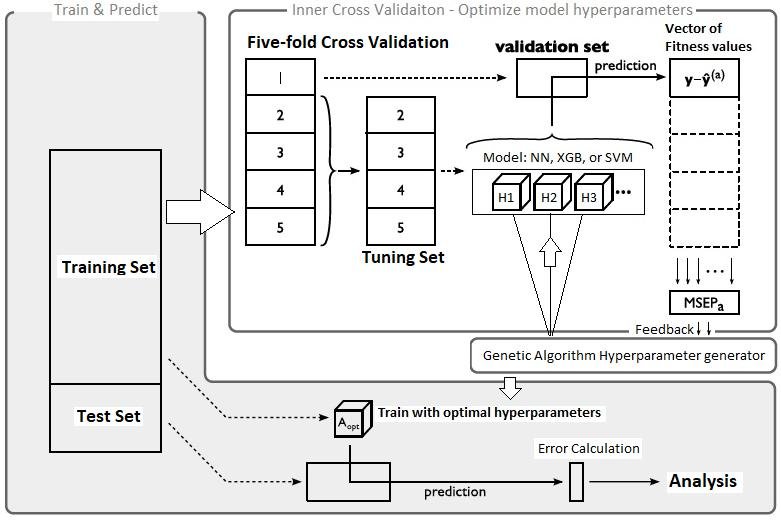 Train & Predict
Inner Cross Validaiton - Optimize model hyperparameters
Five-fold Cross Validation
validation set
Vector of
Fitness values
prediction
y–ŷ(a)
1
2
3
4
5
2
3
4
5
Tuning Set
Model: NN, XGB, or SVM
H1
H2
H3
•••
...
MSEPa
Feedback
Genetic Algorithm Hyperparameter generator
Training Set
Test Set
Aopt
Train with optimal hyperparameters
Error Calculation
prediction
Analysis